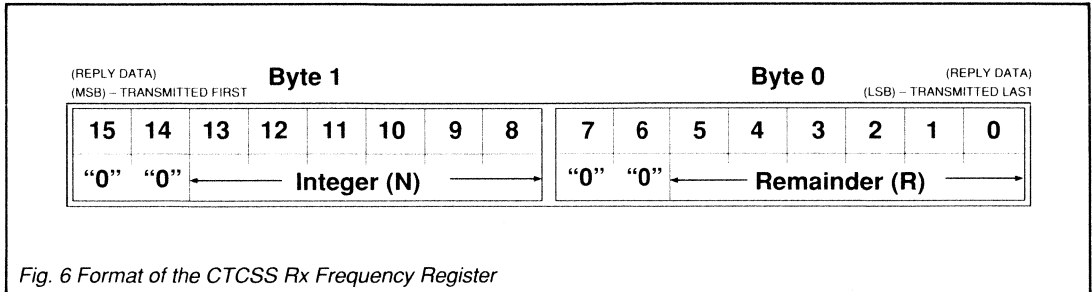 (REPLY DATA) Byte 1 Byte 0 (REPLY DATA)
(MSB) – TRANSMITTED FIRST (LSB) – TRANSMITTED LAST
15 14 13 12 11 10 9 8 7 6 5 4 3 2 1 0
“0” “0” Integer (N) “0” “0” Remainder (R)
Fig. 6 Format of the CTCSS Rx Frequency Register